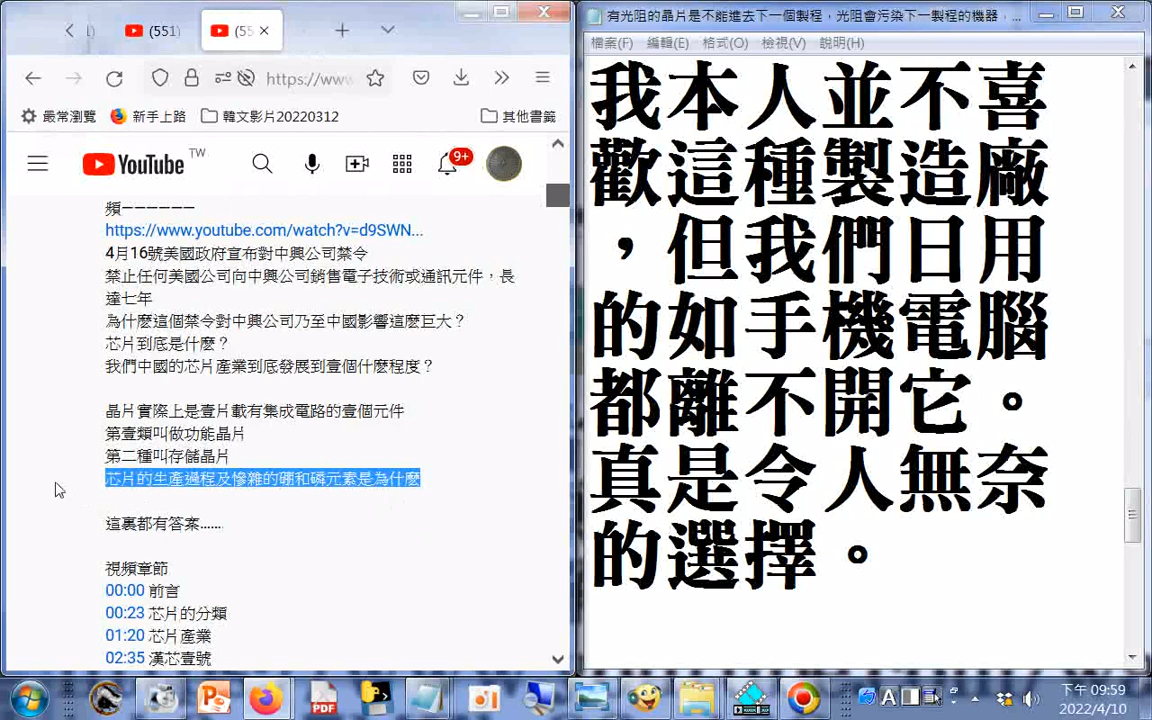 (551)
(55
https://www
最常瀏覽
新手上路
韓文影片20220312
其他書籤
YouTube TW
9+
頻——————
https://www.youtube.com/watch?v=d9SWN...
4月16號美國政府宣布對中興公司禁令
禁止任何美國公司向中興公司銷售電子技術或通訊元件，長
達七年
為什麽這個禁令對中興公司乃至中國影響這麽巨大？
芯片到底是什麽？
我們中國的芯片產業到底發展到壹個什麽程度？
晶片實際上是壹片載有集成電路的壹個元件
第壹類叫做功能晶片
第二種叫存儲晶片
芯片的生產過程及慘雜的硼和磷元素是為什麽
這裏都有答案......
視頻章節
00:00 前言
00:23 芯片的分類
01:20 芯片產業
02:35 漢芯壹號
有光阻的晶片是不能進去下一個製程，光阻會污染下一製程的機器，...
檔案(F) 編輯(E) 格式(O) 檢視(V) 說明(H)
我本人並不喜
歡這種製造廠
，但我們日用
的如手機電腦
都離不開它。
真是令人無奈
的選擇。
PDF
下午 09:59
2022/4/10